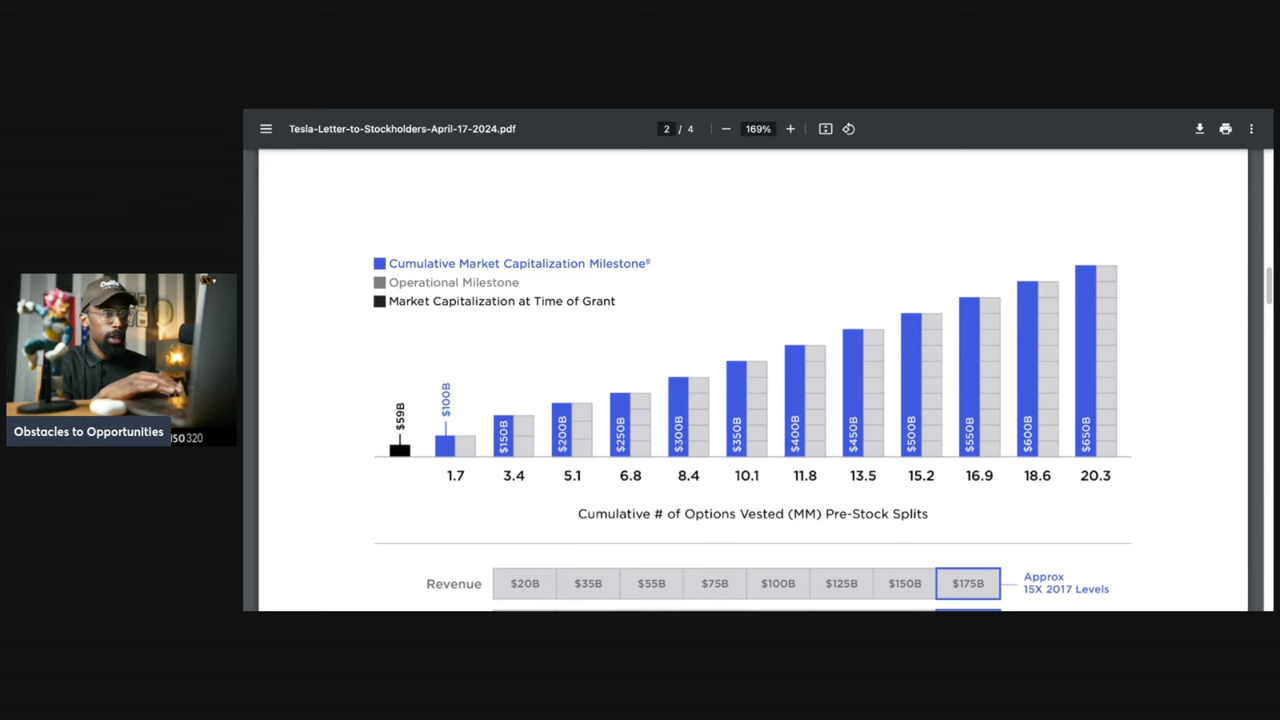 Tesla-Letter-to-Stockholders-April-17-2024.pdf
2 / 4
169%
Cumulative Market Capitalization Milestone⁸
Operational Milestone
Market Capitalization at Time of Grant
$59B
$100B
$150B
$200B
$250B
$300B
$350B
$400B
$450B
$500B
$550B
$600B
$650B
1.7 3.4 5.1 6.8 8.4 10.1 11.8 13.5 15.2 16.9 18.6 20.3
Cumulative # of Options Vested (MM) Pre-Stock Splits
Revenue $20B $35B $55B $75B $100B $125B $150B $175B
Approx
15X 2017 Levels
Obstacles to Opportunities
ISO 320